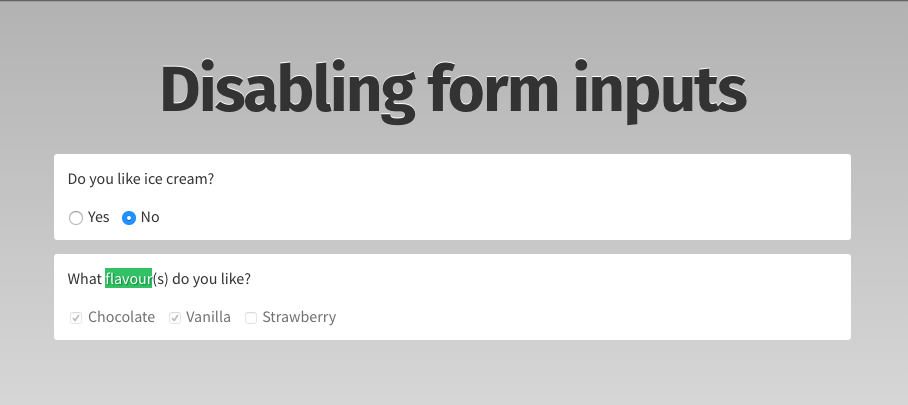 Disabling form inputs
Do you like ice cream?
Yes No
What flavour(s) do you like?
Chocolate Vanilla Strawberry